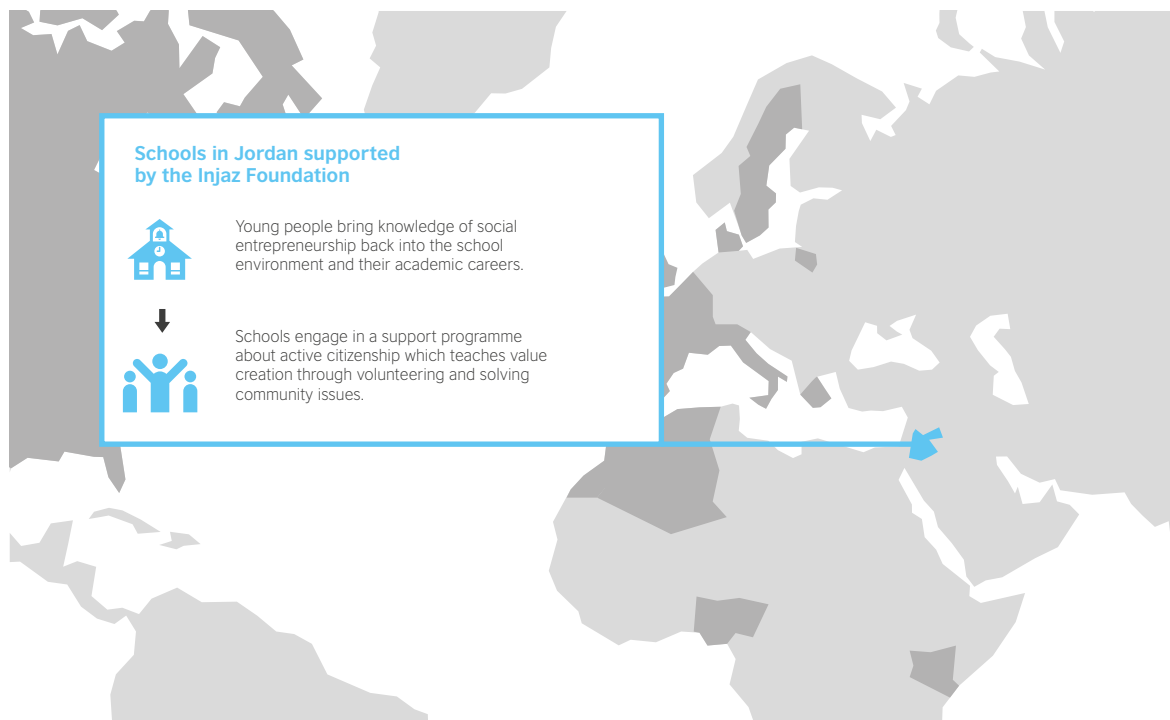 Schools in Jordan supported
by the Injaz Foundation
Young people bring knowledge of social
entrepreneurship back into the school
environment and their academic careers.
Schools engage in a support programme
about active citizenship which teaches value
creation through volunteering and solving
community issues.